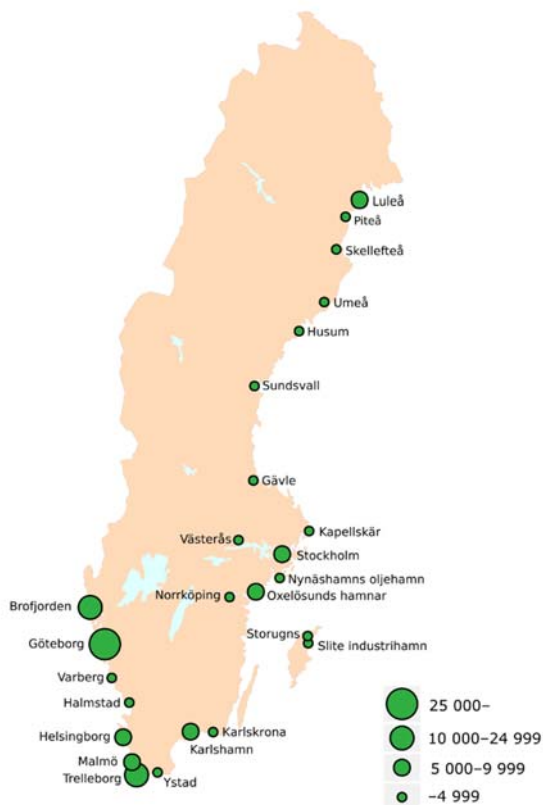 Luleå
Piteå
Skellefteå
Umeå
Husum
Sundsvall
Gävle
Kapellskär
Västerås
Stockholm
Nynäshamns oljehamn
Norrköping
Oxelösunds hamnar
Brofjorden
Storugns
Göteborg
Slite industrihamn
Varberg
Halmstad
Helsingborg
Karlskrona
Karlshamn
Malmö
Trelleborg
Ystad
25 000–
10 000–24 999
5 000–9 999
–4 999